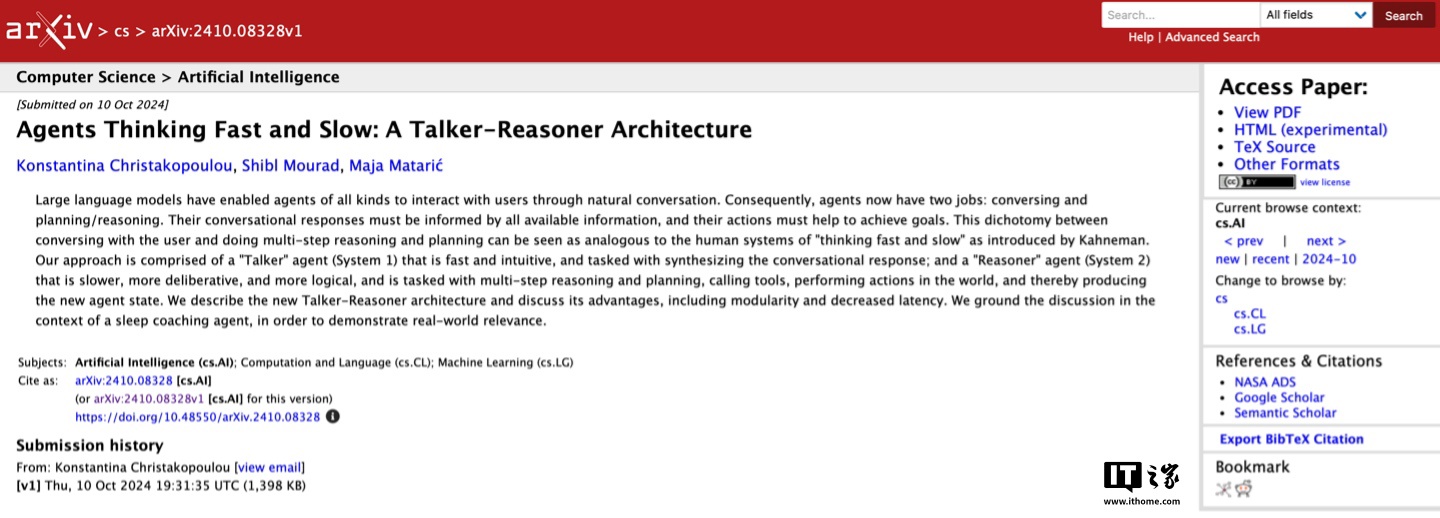 arXiv > cs > arXiv:2410.08328v1
Search...
All fields
Search
Help | Advanced Search
Computer Science > Artificial Intelligence
[Submitted on 10 Oct 2024]
Agents Thinking Fast and Slow: A Talker-Reasoner Architecture
Konstantina Christakopoulou, Shibl Mourad, Maja Matarić
Large language models have enabled agents of all kinds to interact with users through natural conversation. Consequently, agents now have two jobs: conversing and
planning/reasoning. Their conversational responses must be informed by all available information, and their actions must help to achieve goals. This dichotomy between
conversing with the user and doing multi-step reasoning and planning can be seen as analogous to the human systems of "thinking fast and slow" as introduced by Kahneman.
Our approach is comprised of a "Talker" agent (System 1) that is fast and intuitive, and tasked with synthesizing the conversational response; and a "Reasoner" agent (System 2)
that is slower, more deliberative, and more logical, and is tasked with multi-step reasoning and planning, calling tools, performing actions in the world, and thereby producing
the new agent state. We describe the new Talker-Reasoner architecture and discuss its advantages, including modularity and decreased latency. We ground the discussion in the
context of a sleep coaching agent, in order to demonstrate real-world relevance.
Subjects: Artificial Intelligence (cs.AI); Computation and Language (cs.CL); Machine Learning (cs.LG)
Cite as: arXiv:2410.08328 [cs.AI]
(or arXiv:2410.08328v1 [cs.AI] for this version)
https://doi.org/10.48550/arXiv.2410.08328
Submission history
From: Konstantina Christakopoulou [view email]
[v1] Thu, 10 Oct 2024 19:31:35 UTC (1,398 KB)
Access Paper:
View PDF
HTML (experimental)
TeX Source
Other Formats
(cc) BY view license
Current browse context:
cs.AI
< prev | next >
new | recent | 2024-10
Change to browse by:
cs
cs.CL
cs.LG
References & Citations
NASA ADS
Google Scholar
Semantic Scholar
Export BibTeX Citation
Bookmark
IT之家
www.ithome.com